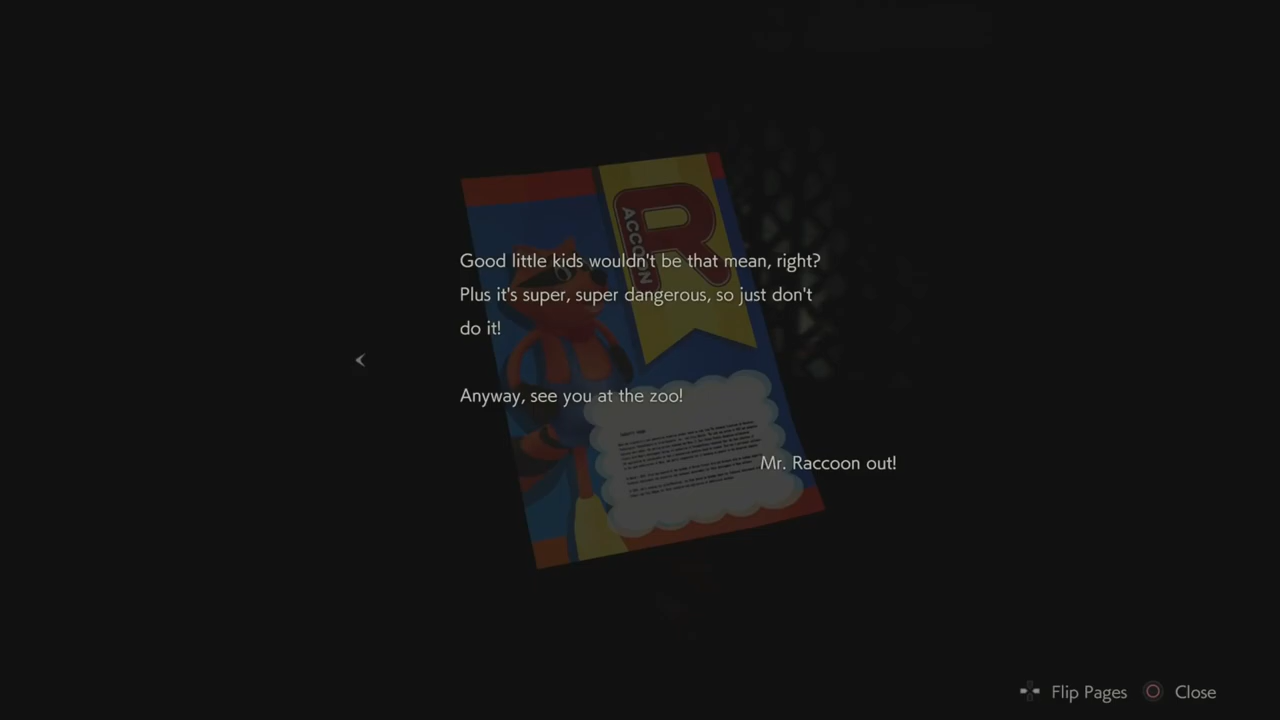 R
ACCOON
Good little kids wouldn't be that mean, right?
Plus it's super, super dangerous, so just don't
do it!
Anyway, see you at the zoo!
Mr. Raccoon out!
Flip Pages
Close